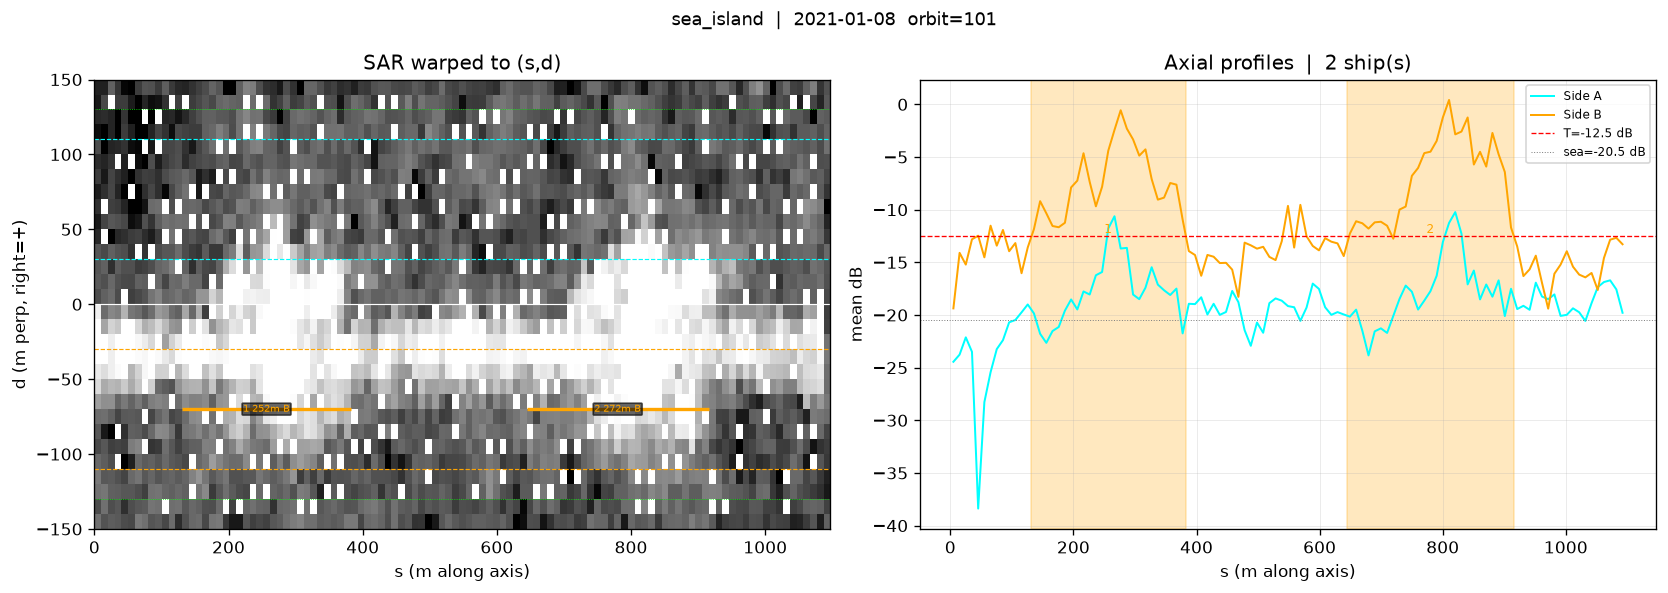 sea_island | 2021-01-08 orbit=101
SAR warped to (s,d)
d (m perp, right=+)
150
100
50
0
−50
−100
−150
1 252m B
2 272m B
0 200 400 600 800 1000
s (m along axis)
Axial profiles | 2 ship(s)
mean dB
0
−5
−10
−15
−20
−25
−30
−35
−40
Side A
Side B
T=-12.5 dB
sea=-20.5 dB
1
2
0 200 400 600 800 1000
s (m along axis)